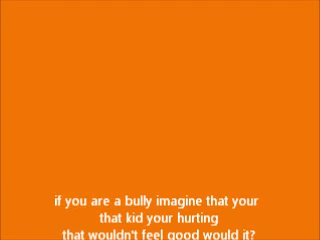 if you are a bully imagine that your
that kid your hurting
that wouldn't feel good would it?